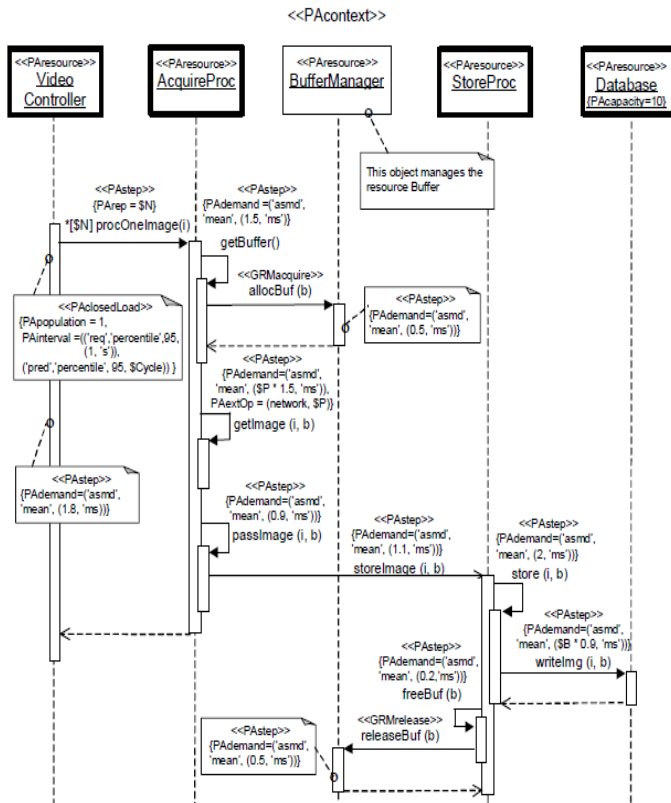 <<PAcontext>>
<<PAresource>>
Video
Controller
<<PAresource>>
AcquireProc
<<PAresource>>
BufferManager
<<PAresource>>
StoreProc
<<PAresource>>
Database
{PAcapacity=10}
This object manages the
resource Buffer
<<PAstep>>
{PArep = $N}
*[$N] procOneImage(i)
<<PAstep>>
{PAdemand =('asmd',
'mean', (1.5, 'ms')}
getBuffer()
<<GRMacquire>>
allocBuf (b)
<<PAstep>>
{PAdemand=('asmd',
'mean', (0.5, 'ms'))}
<<PAclosedLoad>>
{PApopulation = 1,
PAinterval =(('req','percentile',95,
(1, 's')),
('pred','percentile', 95, $Cycle)) }
<<PAstep>>
{PAdemand=('asmd',
'mean', ($P * 1.5, 'ms')),
PAextOp = (network, $P)}
getImage (i, b)
<<PAstep>>
{PAdemand=('asmd',
'mean', (1.8, 'ms))}
<<PAstep>>
{PAdemand=('asmd',
'mean', (0.9, 'ms'))}
passImage (i, b)
<<PAstep>>
{PAdemand=('asmd',
'mean', (1.1, 'ms'))}
storeImage (i, b)
<<PAstep>>
{PAdemand=('asmd',
'mean', (2, 'ms'))}
store (i, b)
<<PAstep>>
{PAdemand=('asmd',
'mean', ($B * 0.9, 'ms'))}
writeImg (i, b)
<<PAstep>>
{PAdemand=('asmd',
'mean', (0.2,'ms'))}
freeBuf (b)
<<GRMrelease>>
releaseBuf (b)
<<PAstep>>
{PAdemand=('asmd',
'mean', (0.5, 'ms'))}